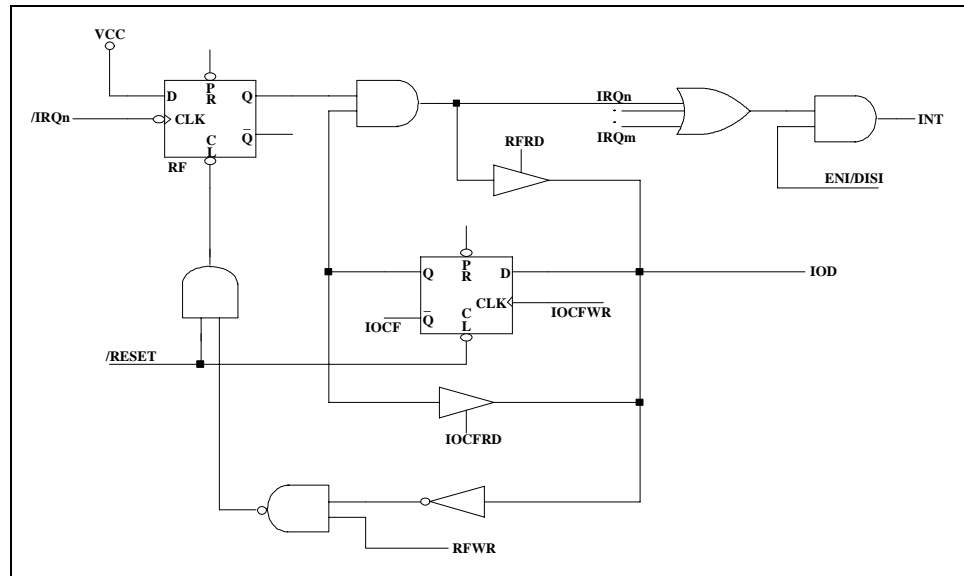 VCC
P
R
D
Q
/IRQn
CLK
C
L
Q
RF
IRQn
IRQm
INT
ENI/DISI
RFRD
P
R
Q
D
IOD
CLK
C
L
Q
IOCF
IOCFWR
/RESET
IOCFRD
RFWR